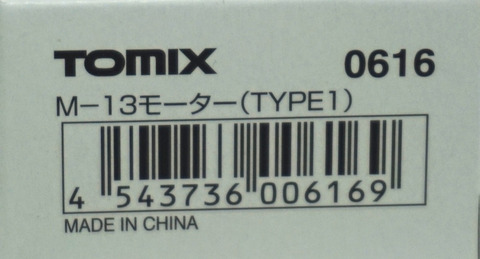 TOMIX 0616
M-13モーター(TYPE1)
4 543736 006169
MADE IN CHINA